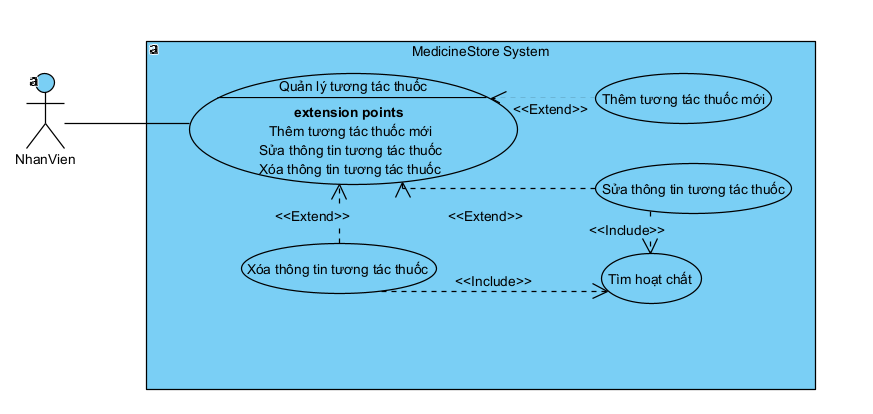 a
MedicineStore System
a
NhanVien
Quản lý tương tác thuốc
extension points
Thêm tương tác thuốc mới
Sửa thông tin tương tác thuốc
Xóa thông tin tương tác thuốc
<<Extend>>
Thêm tương tác thuốc mới
Sửa thông tin tương tác thuốc
<<Extend>>
<<Extend>>
<<Include>>
Xóa thông tin tương tác thuốc
<<Include>>
Tìm hoạt chất